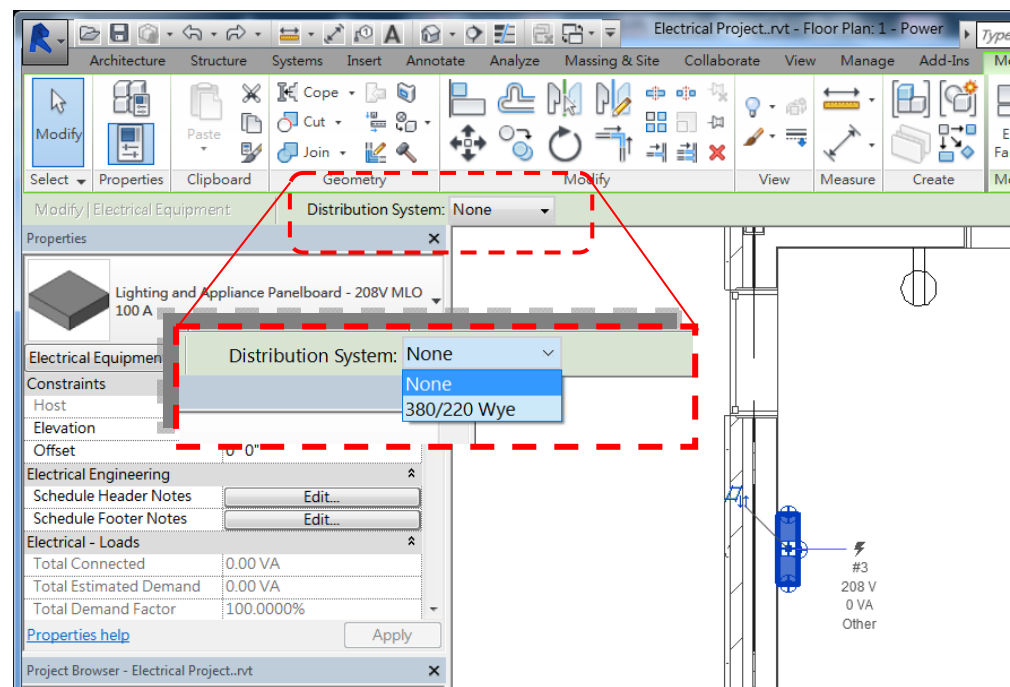 Electrical Project..rvt - Floor Plan: 1 - Power
Type
Architecture Structure Systems Insert Annotate Analyze Massing & Site Collaborate View Manage Add-Ins Mo
Modify
Paste
Cope
Cut
Join
E
Fa
Select Properties Clipboard Geometry Modify View Measure Create Mo
Modify | Electrical Equipment Distribution System: None
Properties
Lighting and Appliance Panelboard - 208V MLO
100 A
Distribution System: None
None
380/220 Wye
Electrical Equipmen
Constraints
Host
Elevation
Offset 0' 0"
Electrical Engineering
Schedule Header Notes Edit...
Schedule Footer Notes Edit...
Electrical - Loads
Total Connected 0.00 VA
Total Estimated Demand 0.00 VA
Total Demand Factor 100.0000%
Properties help Apply
Project Browser - Electrical Project..rvt
#3
208 V
0 VA
Other